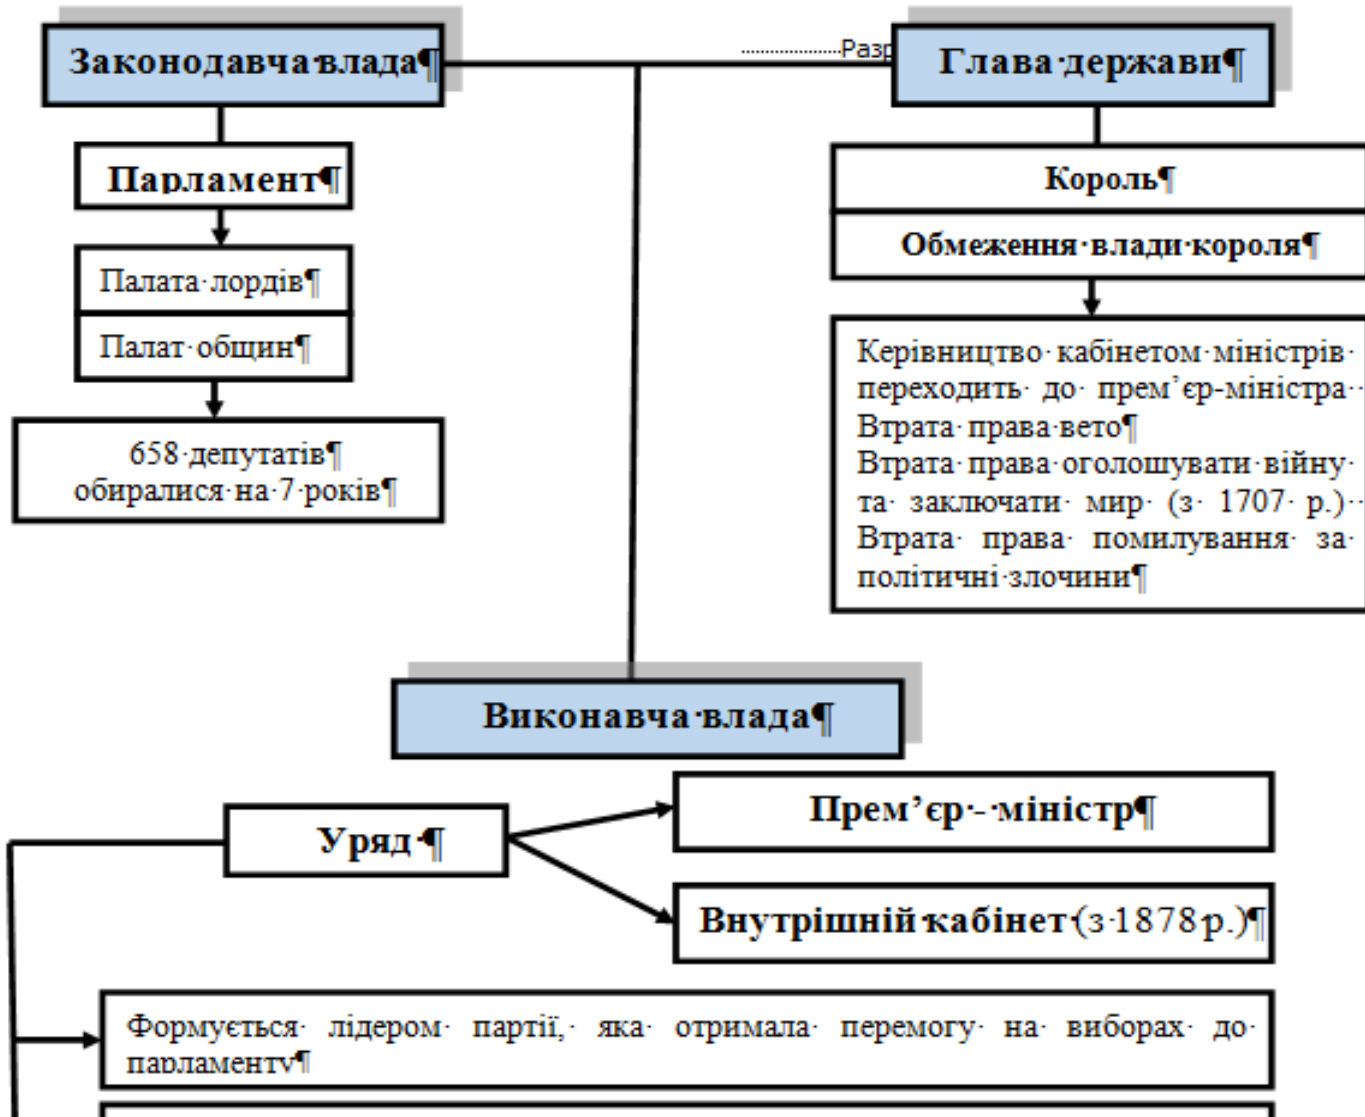 Законодавча влада¶
Разр
Глава держави¶
Парламент¶
Палата лордів¶
Палат общин¶
658 депутатів¶
обиралися на 7 років¶
Король¶
Обмеження влади короля¶
Керівництво кабінетом міністрів
переходить до прем’єр-міністра
Втрата права вето¶
Втрата права оголошувати війну
та заключати мир (з 1707 р.)
Втрата права помилування за
політичні злочини¶
Виконавча влада¶
Уряд ¶
Прем’єр - міністр¶
Внутрішній кабінет (з 1878 р.)¶
Формується лідером партії, яка отримала перемогу на виборах до
парламенту¶